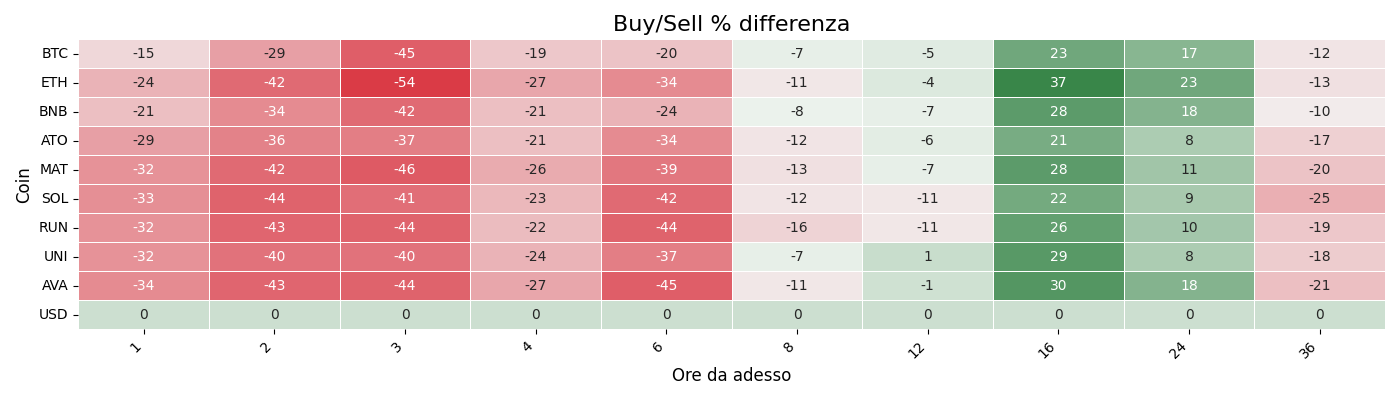 Buy/Sell % differenza
BTC -15 -29 -45 -19 -20 -7 -5 23 17 -12
ETH -24 -42 -54 -27 -34 -11 -4 37 23 -13
BNB -21 -34 -42 -21 -24 -8 -7 28 18 -10
ATO -29 -36 -37 -21 -34 -12 -6 21 8 -17
MAT -32 -42 -46 -26 -39 -13 -7 28 11 -20
SOL -33 -44 -41 -23 -42 -12 -11 22 9 -25
RUN -32 -43 -44 -22 -44 -16 -11 26 10 -19
UNI -32 -40 -40 -24 -37 -7 1 29 8 -18
AVA -34 -43 -44 -27 -45 -11 -1 30 18 -21
USD 0 0 0 0 0 0 0 0 0 0
Coin
1 2 3 4 6 8 12 16 24 36
Ore da adesso